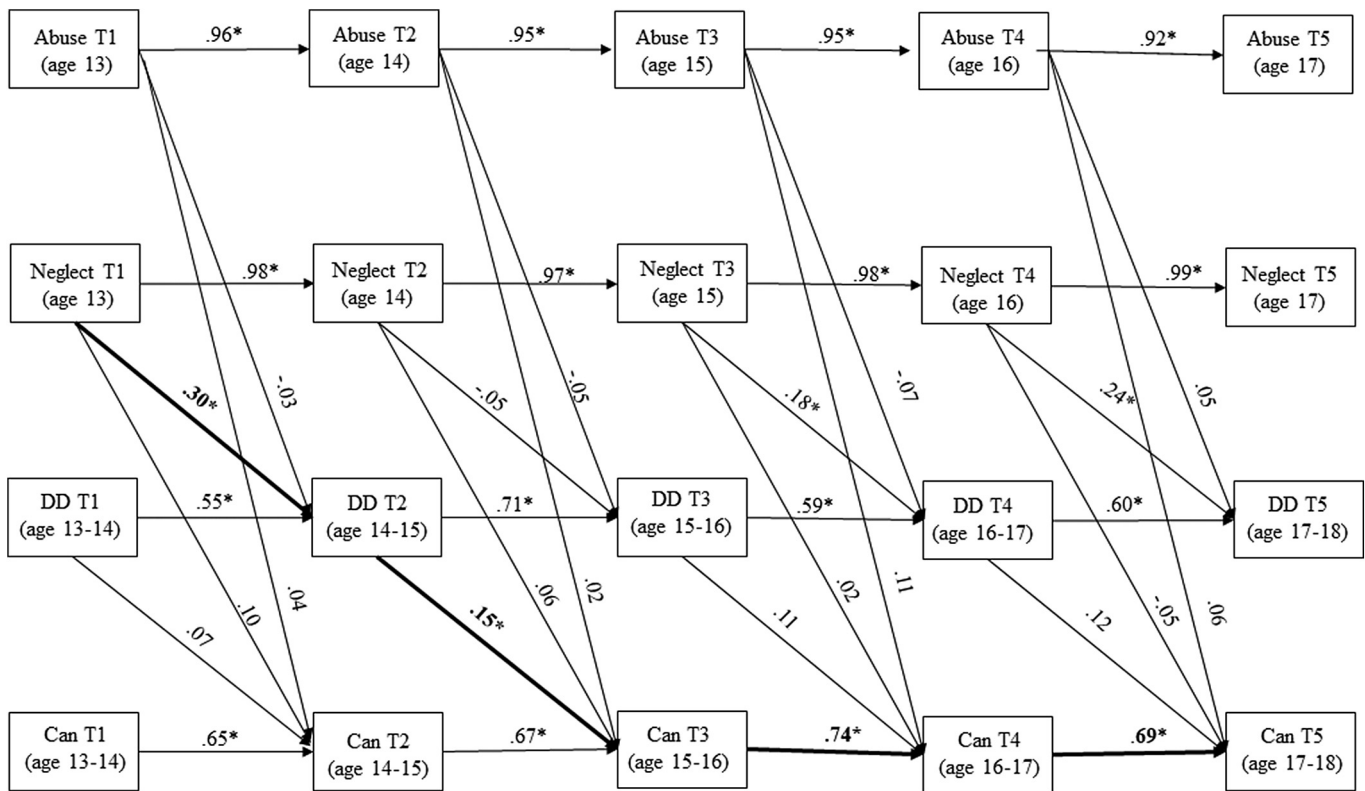 Abuse T1
(age 13)
.96*
Abuse T2
(age 14)
.95*
Abuse T3
(age 15)
.95*
Abuse T4
(age 16)
.92*
Abuse T5
(age 17)
Neglect T1
(age 13)
.98*
Neglect T2
(age 14)
.97*
Neglect T3
(age 15)
.98*
Neglect T4
(age 16)
.99*
Neglect T5
(age 17)
.30*
-.03
-.05
-.05
.18*
-.07
.24*
.05
DD T1
(age 13-14)
.55*
DD T2
(age 14-15)
.71*
DD T3
(age 15-16)
.59*
DD T4
(age 16-17)
.60*
DD T5
(age 17-18)
.07
.10
.04
.15*
.06
.02
.11
.02
.11
.12
-.05
.06
Can T1
(age 13-14)
.65*
Can T2
(age 14-15)
.67*
Can T3
(age 15-16)
.74*
Can T4
(age 16-17)
.69*
Can T5
(age 17-18)